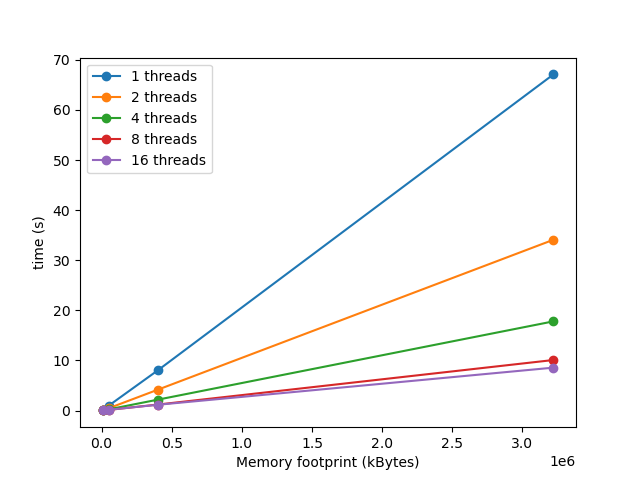 70
60
50
40
30
20
10
0
time (s)
1 threads
2 threads
4 threads
8 threads
16 threads
0.0 0.5 1.0 1.5 2.0 2.5 3.0
1e6
Memory footprint (kBytes)